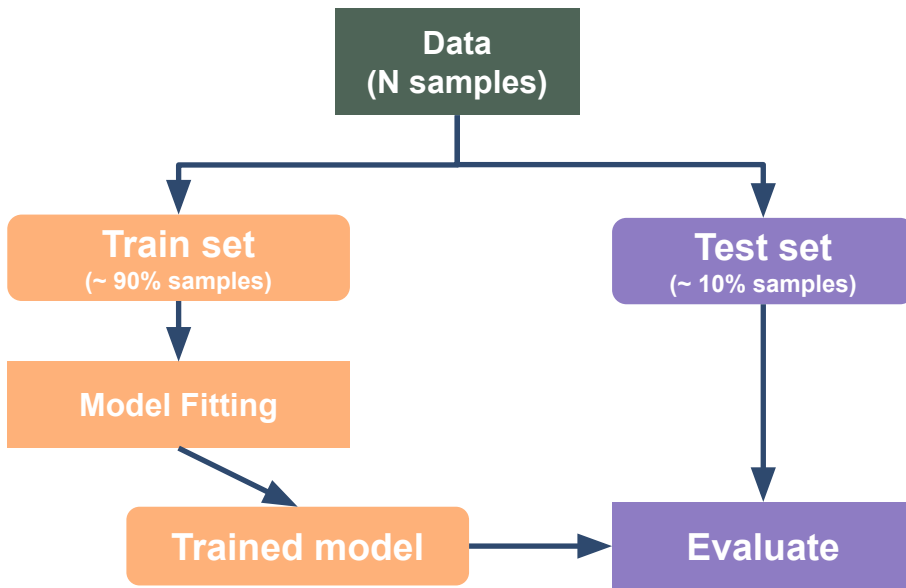 Data
(N samples)
Train set
(~ 90% samples)
Test set
(~ 10% samples)
Model Fitting
Trained model
Evaluate